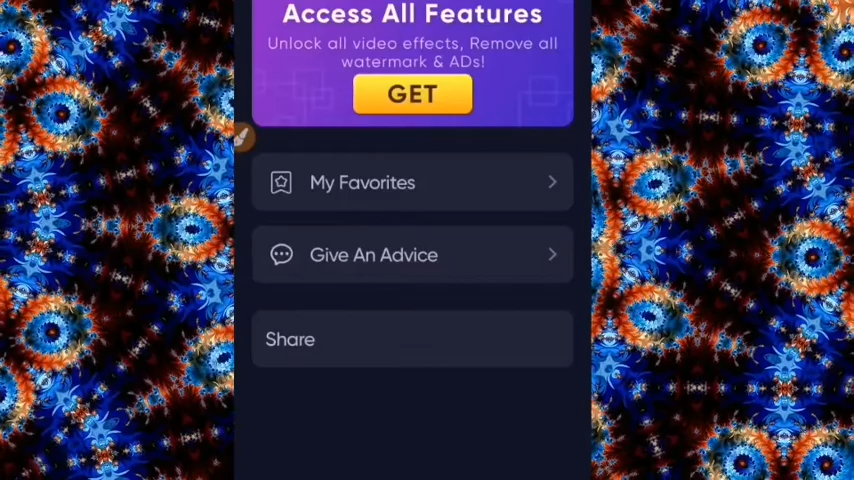 Access All Features
Unlock all video effects, Remove all
watermark & ADs!
GET
My Favorites
Give An Advice
Share